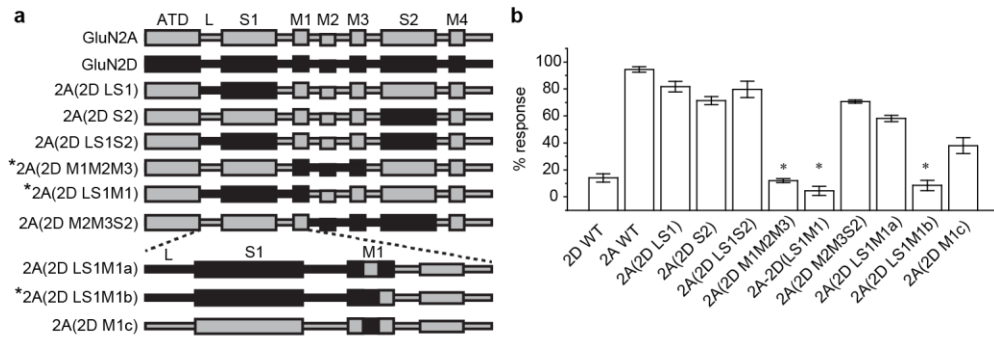 a
ATD L S1 M1 M2 M3 S2 M4
GluN2A
GluN2D
2A(2D LS1)
2A(2D S2)
2A(2D LS1S2)
*2A(2D M1M2M3)
*2A(2D LS1M1)
2A(2D M2M3S2)
L S1 M1
2A(2D LS1M1a)
*2A(2D LS1M1b)
2A(2D M1c)
b
% response
100
80
60
40
20
0
* * *
2D WT
2A WT
2A(2D LS1)
2A(2D S2)
2A(2D LS1S2)
2A(2D M1M2M3)
2A-2D(LS1M1)
2A(2D M2M3S2)
2A(2D LS1M1a)
2A(2D LS1M1b)
2A(2D M1c)